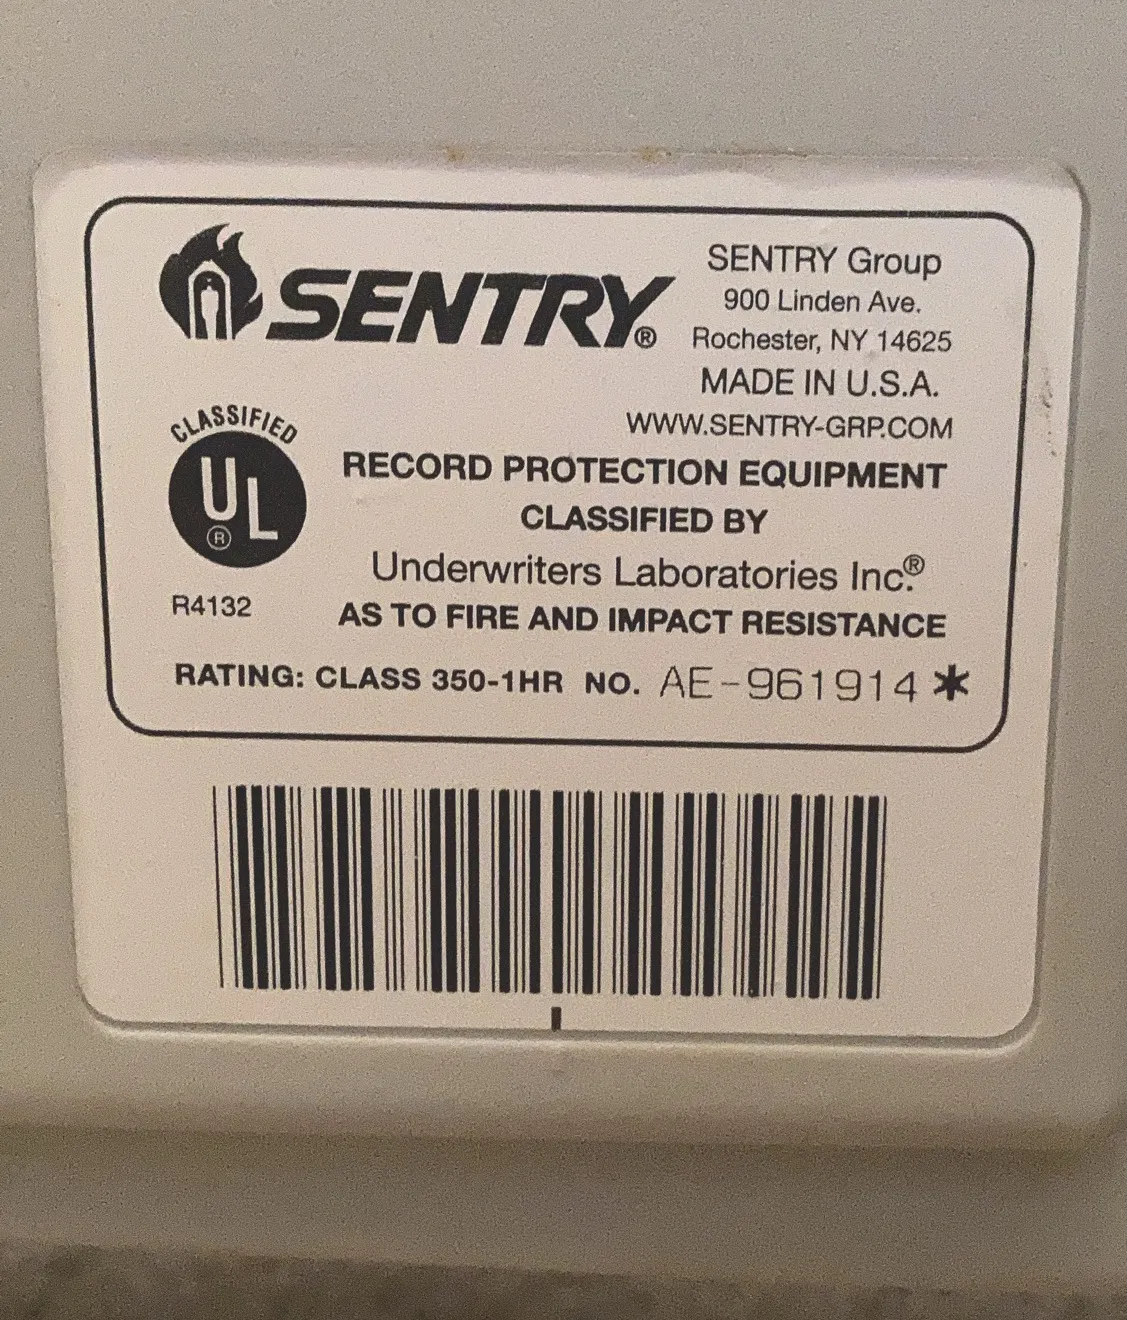 SENTRY®
SENTRY Group
900 Linden Ave.
Rochester, NY 14625
MADE IN U.S.A.
WWW.SENTRY-GRP.COM
CLASSIFIED
UL
®
R4132
RECORD PROTECTION EQUIPMENT
CLASSIFIED BY
Underwriters Laboratories Inc.®
AS TO FIRE AND IMPACT RESISTANCE
RATING: CLASS 350-1HR NO. AE-961914*